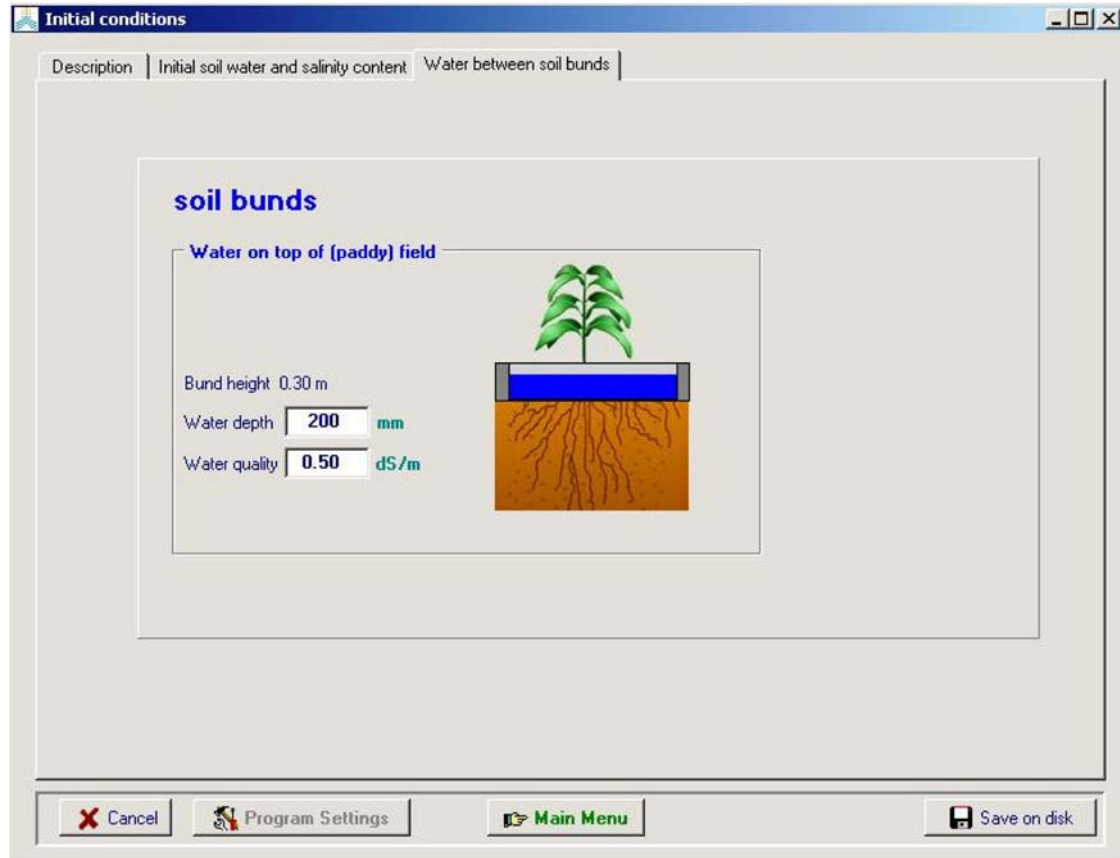 Initial conditions
Description Initial soil water and salinity content Water between soil bunds
soil bunds
Water on top of (paddy) field
Bund height 0.30 m
Water depth 200 mm
Water quality 0.50 dS/m
Cancel Program Settings Main Menu Save on disk